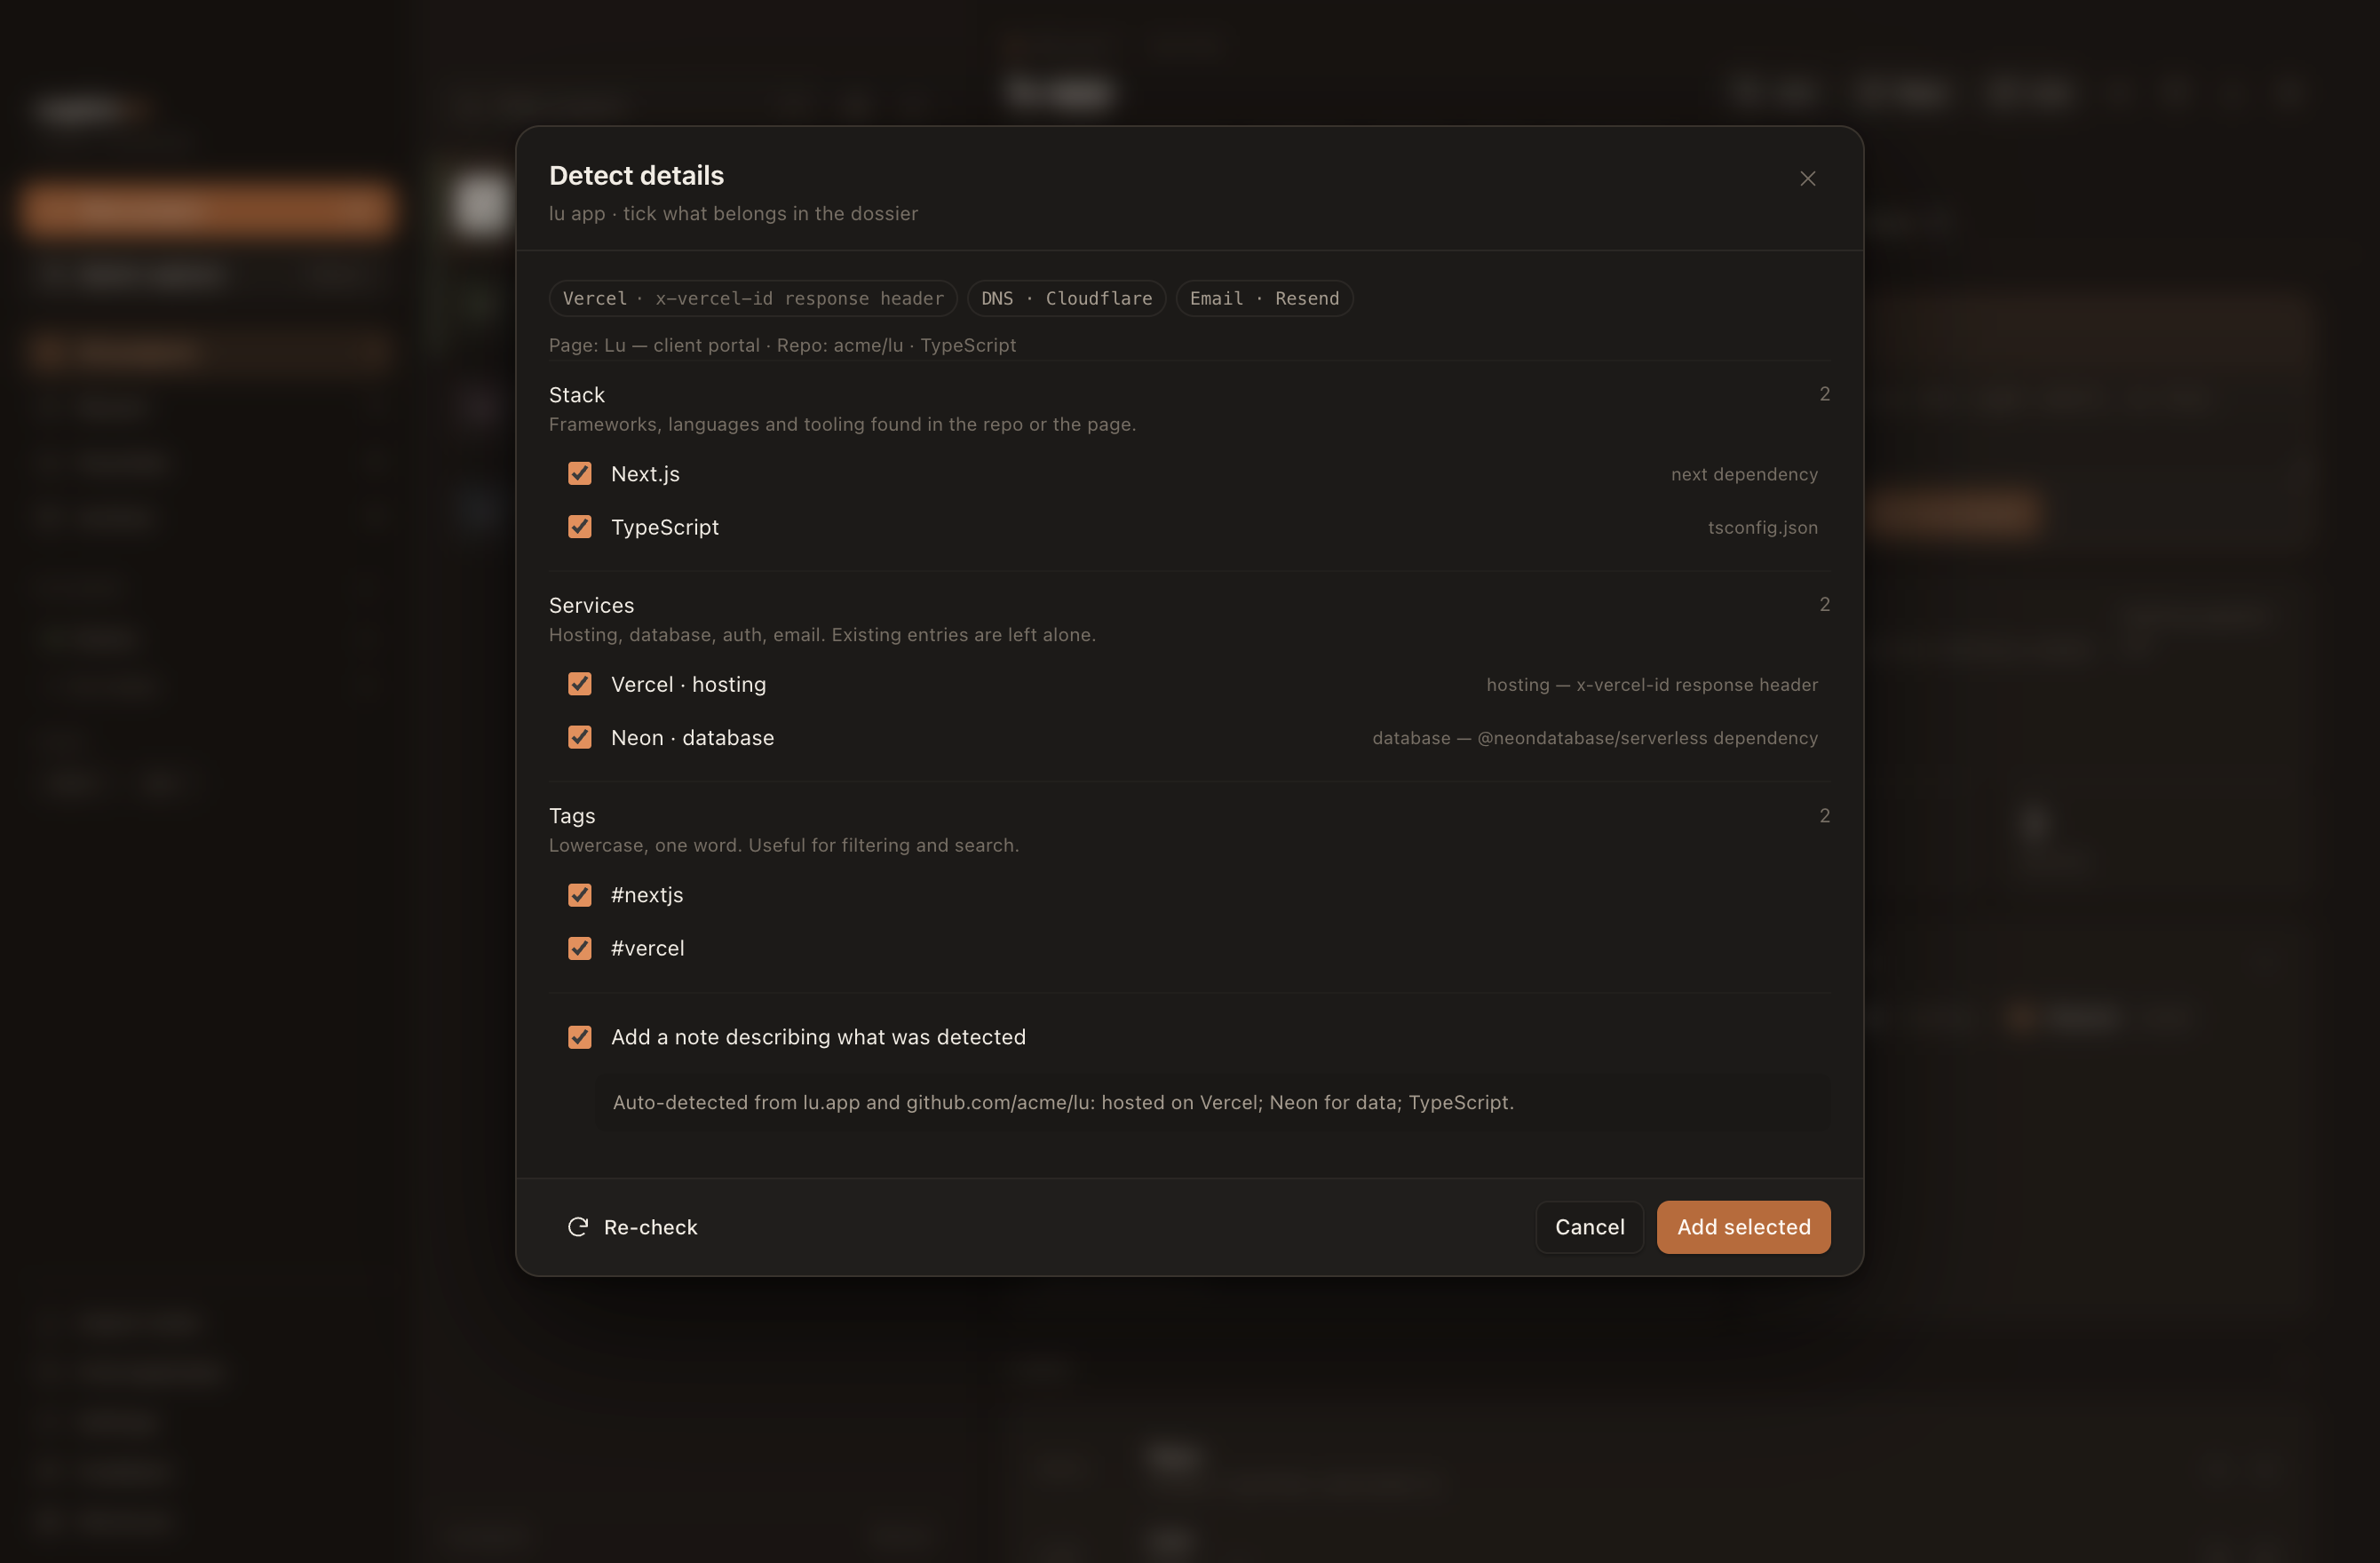 Detect details
lu app · tick what belongs in the dossier
Vercel · x-vercel-id response header DNS · Cloudflare Email · Resend
Page: Lu — client portal · Repo: acme/lu · TypeScript
Stack 2
Frameworks, languages and tooling found in the repo or the page.
Next.js next dependency
TypeScript tsconfig.json
Services 2
Hosting, database, auth, email. Existing entries are left alone.
Vercel · hosting hosting — x-vercel-id response header
Neon · database database — @neondatabase/serverless dependency
Tags 2
Lowercase, one word. Useful for filtering and search.
#nextjs
#vercel
Add a note describing what was detected
Auto-detected from lu.app and github.com/acme/lu: hosted on Vercel; Neon for data; TypeScript.
Re-check Cancel Add selected